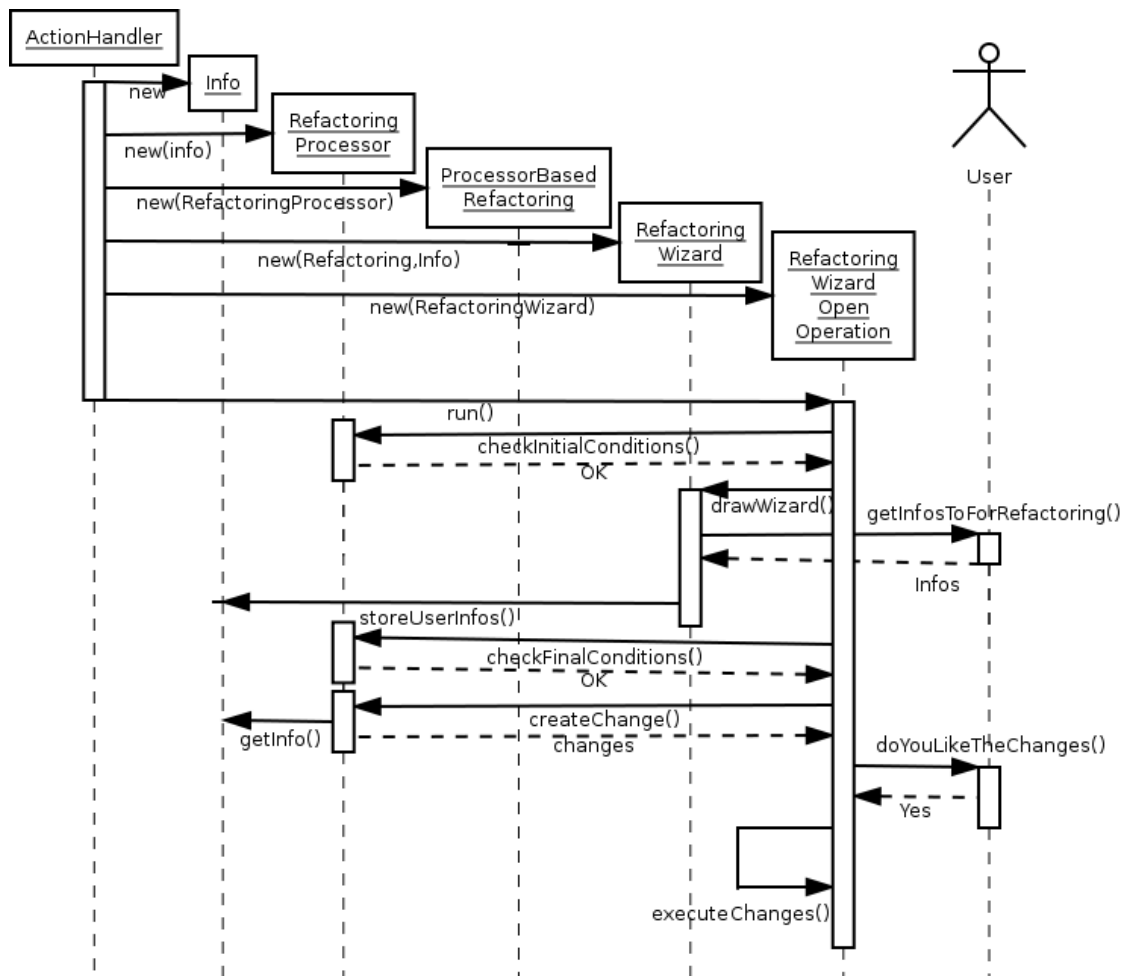 ActionHandler
new
Info
new(info)
Refactoring
Processor
new(RefactoringProcessor)
ProcessorBased
Refactoring
new(Refactoring,Info)
Refactoring
Wizard
new(RefactoringWizard)
Refactoring
Wizard
Open
Operation
User
run()
checkInitialConditions()
OK
drawWizard()
getInfosToForRefactoring()
Infos
storeUserInfos()
checkFinalConditions()
OK
createChange()
getInfo()
changes
doYouLikeTheChanges()
Yes
executeChanges()